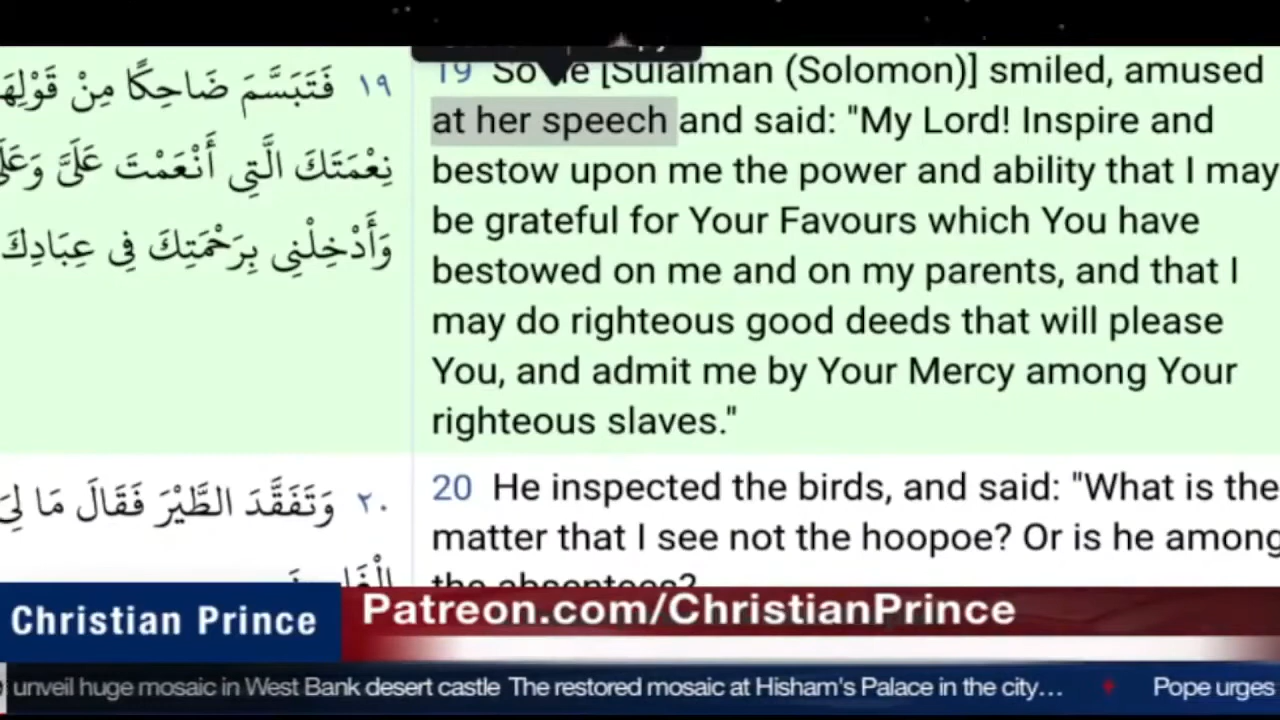 فَتَبَسَّمَ ضَاحِكًا مِنْ قَوْلِهَا ١٩
نِعْمَتَكَ الَّتِي أَنْعَمْتَ عَلَيَّ
وَأَدْخِلْنِي بِرَحْمَتِكَ فِي عِبَادِكَ
19 So he [Sulaiman (Solomon)] smiled, amused
at her speech and said: "My Lord! Inspire and
bestow upon me the power and ability that I may
be grateful for Your Favours which You have
bestowed on me and on my parents, and that I
may do righteous good deeds that will please
You, and admit me by Your Mercy among Your
righteous slaves."
وَتَفَقَّدَ الطَّيْرَ فَقَالَ مَا لِيَ ٢٠
20 He inspected the birds, and said: "What is the
matter that I see not the hoopoe? Or is he among
the absentees?
Christian Prince
Patreon.com/ChristianPrince
unveil huge mosaic in West Bank desert castle The restored mosaic at Hisham's Palace in the city... Pope urges